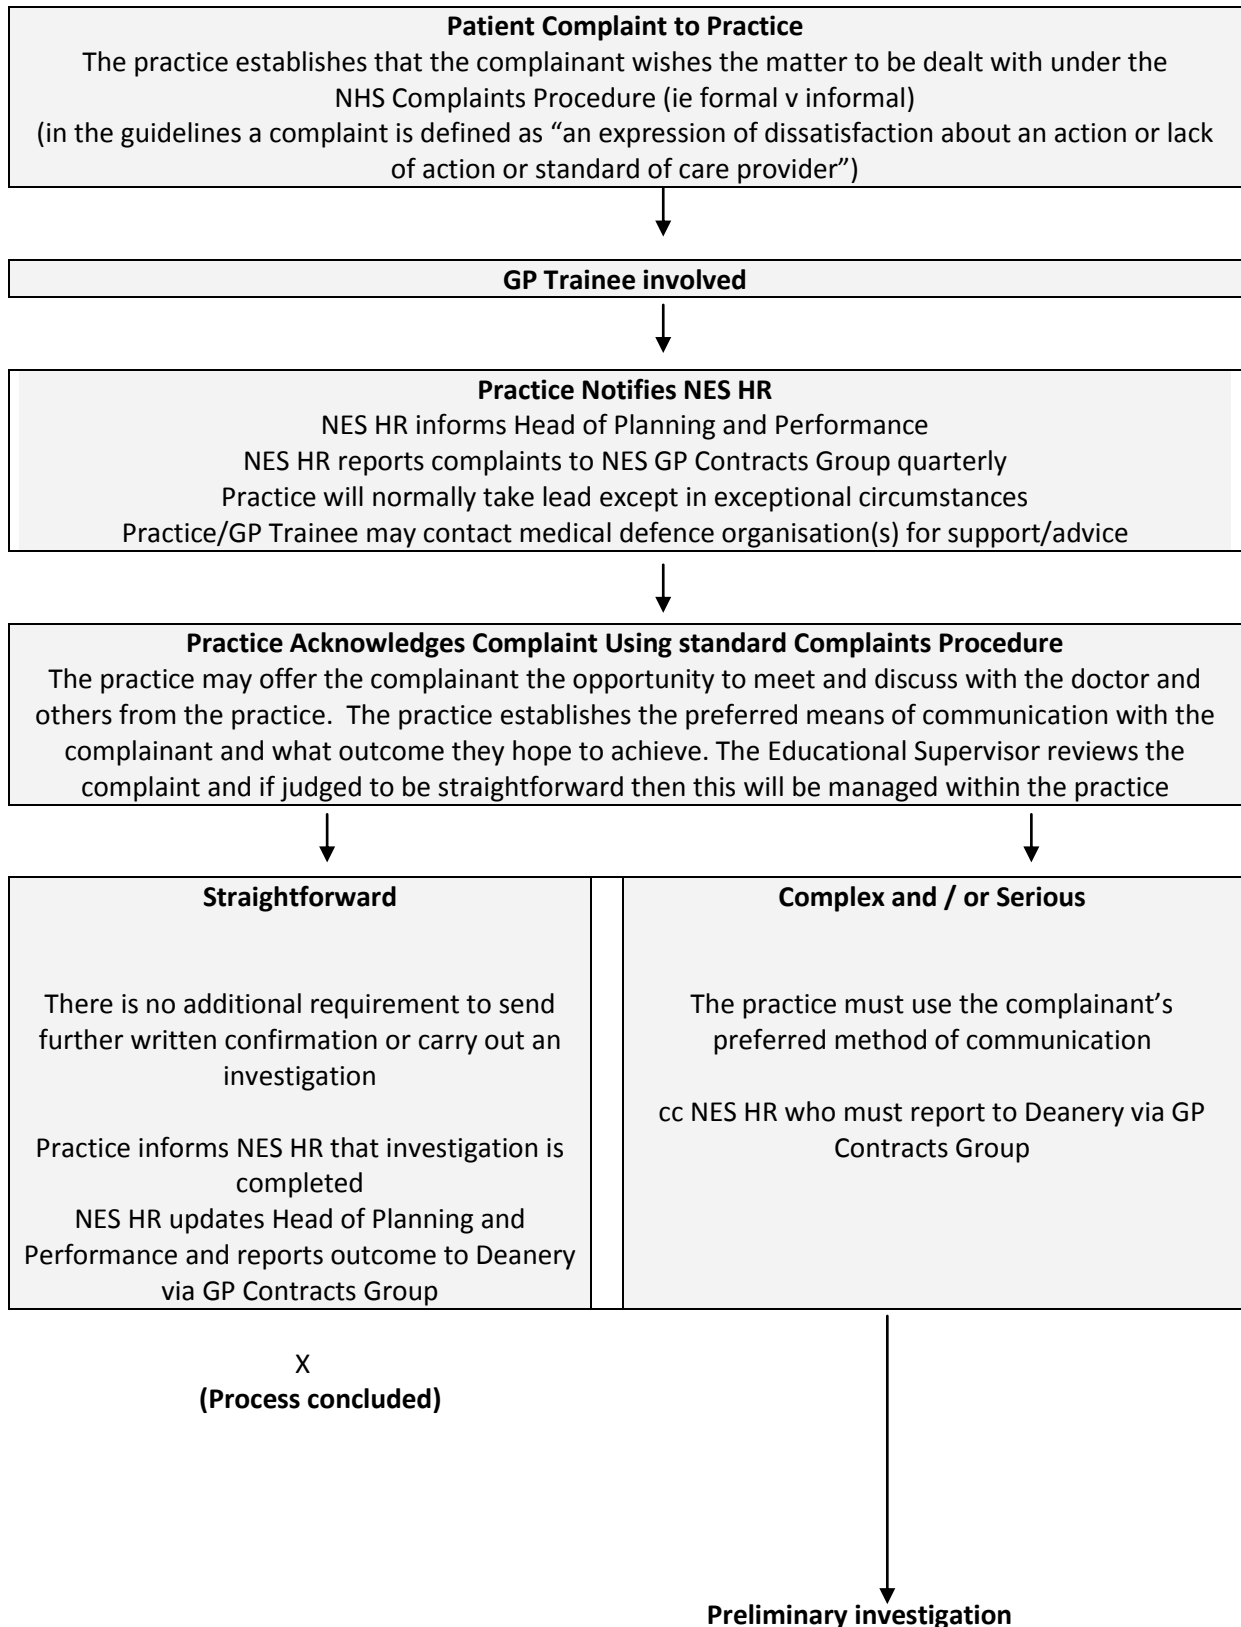 Patient Complaint to Practice
The practice establishes that the complainant wishes the matter to be dealt with under the
NHS Complaints Procedure (ie formal v informal)
(in the guidelines a complaint is defined as “an expression of dissatisfaction about an action or lack
of action or standard of care provider”)
GP Trainee involved
Practice Notifies NES HR
NES HR informs Head of Planning and Performance
NES HR reports complaints to NES GP Contracts Group quarterly
Practice will normally take lead except in exceptional circumstances
Practice/GP Trainee may contact medical defence organisation(s) for support/advice
Practice Acknowledges Complaint Using standard Complaints Procedure
The practice may offer the complainant the opportunity to meet and discuss with the doctor and
others from the practice.  The practice establishes the preferred means of communication with the
complainant and what outcome they hope to achieve. The Educational Supervisor reviews the
complaint and if judged to be straightforward then this will be managed within the practice
Straightforward
There is no additional requirement to send
further written confirmation or carry out an
investigation
Practice informs NES HR that investigation is
completed
NES HR updates Head of Planning and
Performance and reports outcome to Deanery
via GP Contracts Group
Complex and / or Serious
The practice must use the complainant’s
preferred method of communication
cc NES HR who must report to Deanery via GP
Contracts Group
X
(Process concluded)
Preliminary investigation